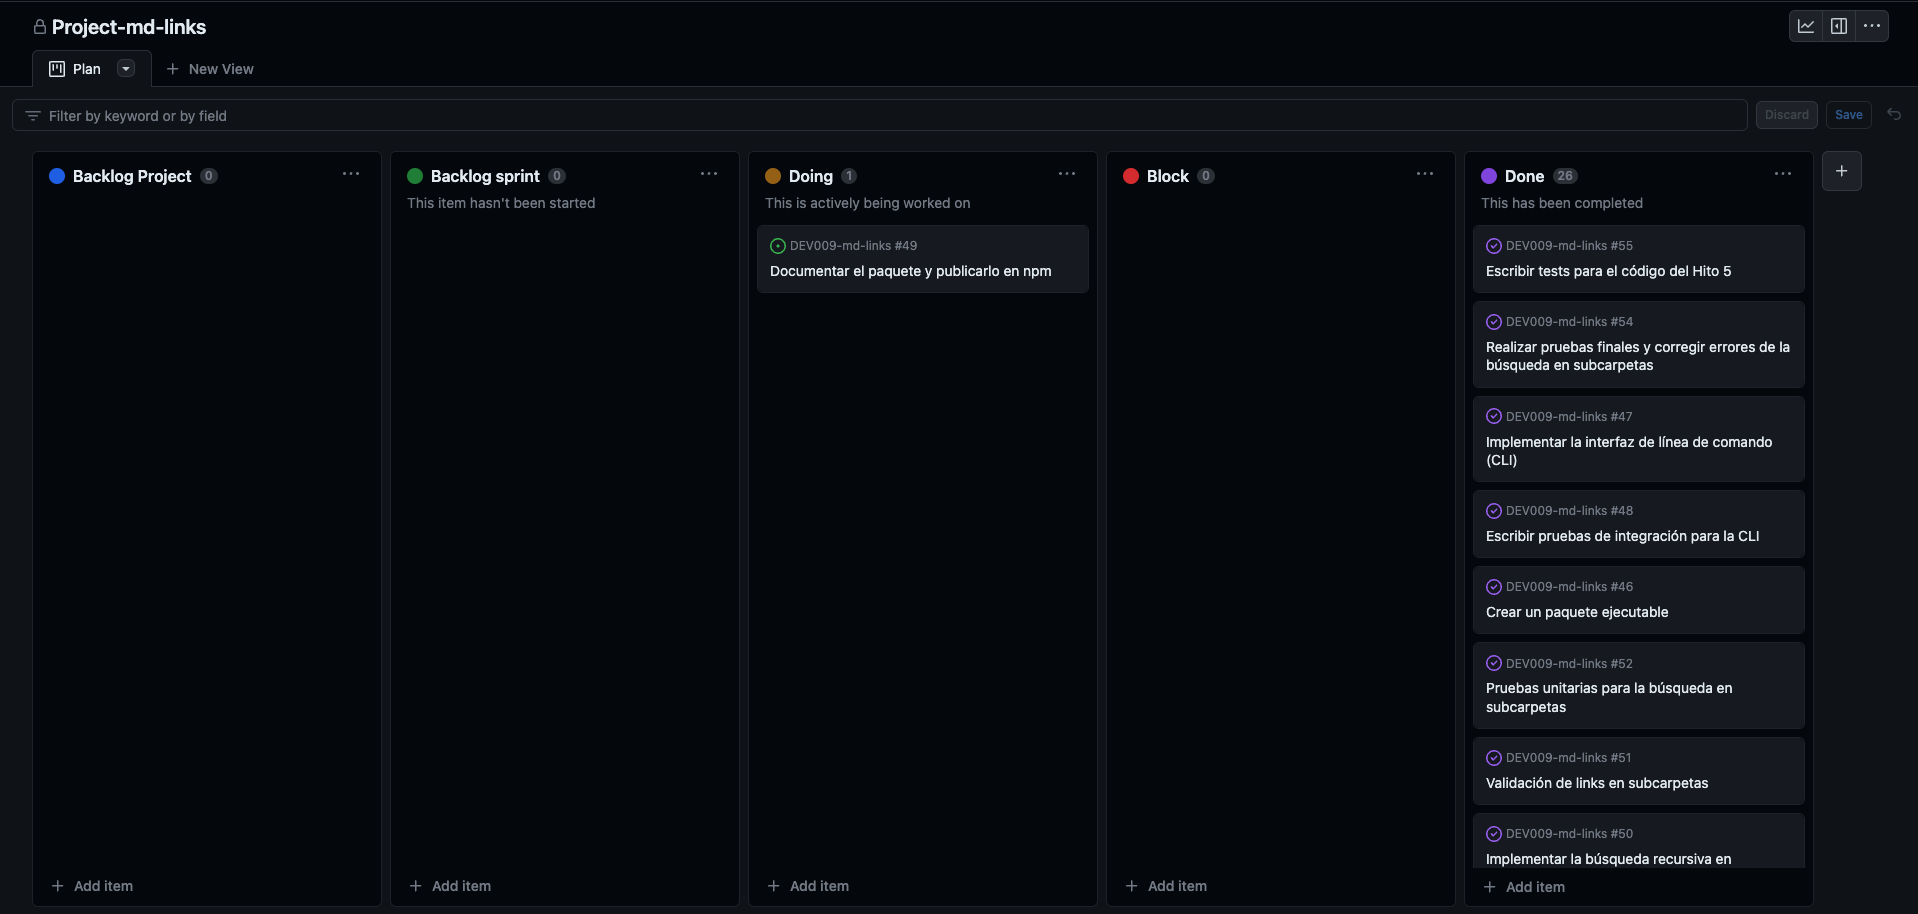 Project-md-links
Plan
New View
Filter by keyword or by field
Discard
Save
Backlog Project 0
Add item
Backlog sprint 0
This item hasn't been started
Add item
Doing 1
This is actively being worked on
DEV009-md-links #49
Documentar el paquete y publicarlo en npm
Add item
Block 0
Add item
Done 26
This has been completed
DEV009-md-links #55
Escribir tests para el código del Hito 5
DEV009-md-links #54
Realizar pruebas finales y corregir errores de la
búsqueda en subcarpetas
DEV009-md-links #47
Implementar la interfaz de línea de comando
(CLI)
DEV009-md-links #48
Escribir pruebas de integración para la CLI
DEV009-md-links #46
Crear un paquete ejecutable
DEV009-md-links #52
Pruebas unitarias para la búsqueda en
subcarpetas
DEV009-md-links #51
Validación de links en subcarpetas
DEV009-md-links #50
Implementar la búsqueda recursiva en
Add item